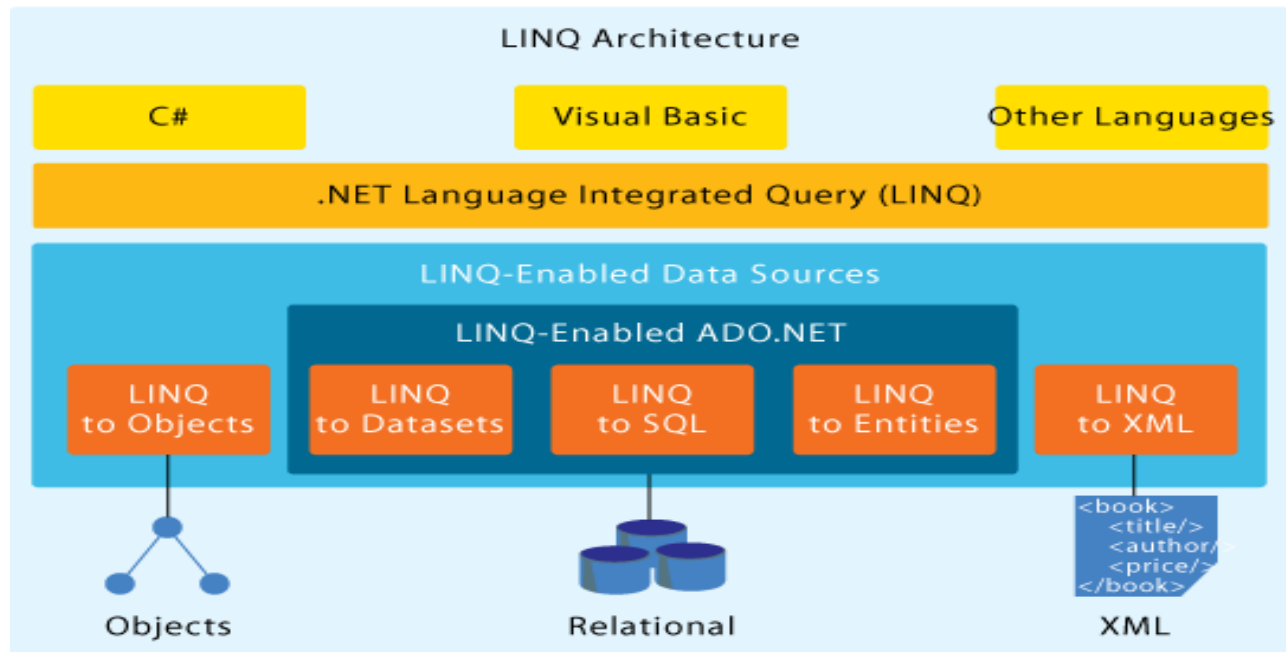 LINQ Architecture
C#
Visual Basic
Other Languages
.NET Language Integrated Query (LINQ)
LINQ-Enabled Data Sources
LINQ-Enabled ADO.NET
LINQ
to Objects
LINQ
to Datasets
LINQ
to SQL
LINQ
to Entities
LINQ
to XML
<book>
<title/>
<author/>
<price/>
</book>
Objects
Relational
XML